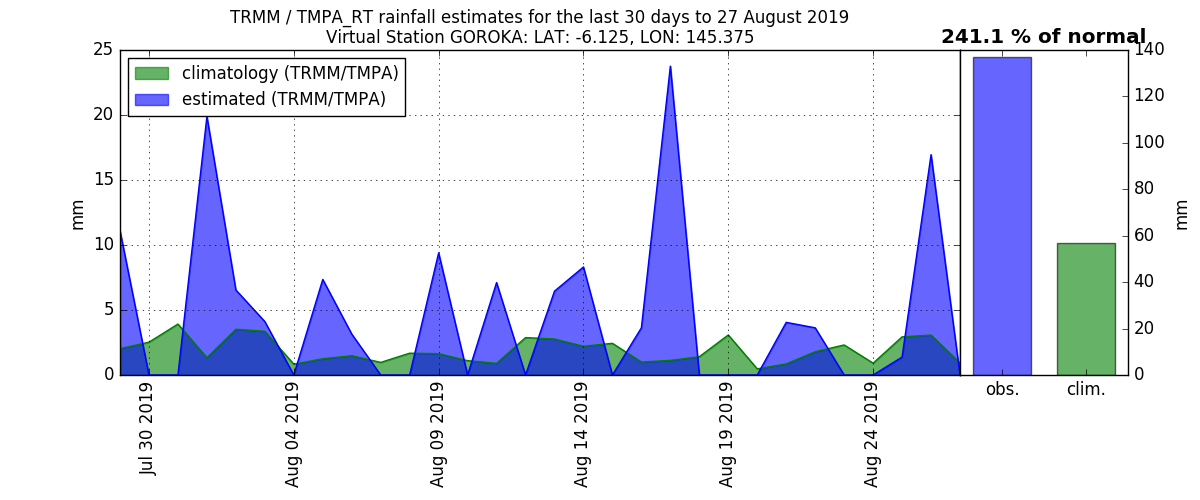 TRMM / TMPA_RT rainfall estimates for the last 30 days to 27 August 2019
Virtual Station GOROKA: LAT: -6.125, LON: 145.375
241.1 % of normal
climatology (TRMM/TMPA)
estimated (TRMM/TMPA)
25
20
15
10
5
0
mm
Jul 30 2019
Aug 04 2019
Aug 09 2019
Aug 14 2019
Aug 19 2019
Aug 24 2019
140
120
100
80
60
40
20
0
mm
obs.
clim.